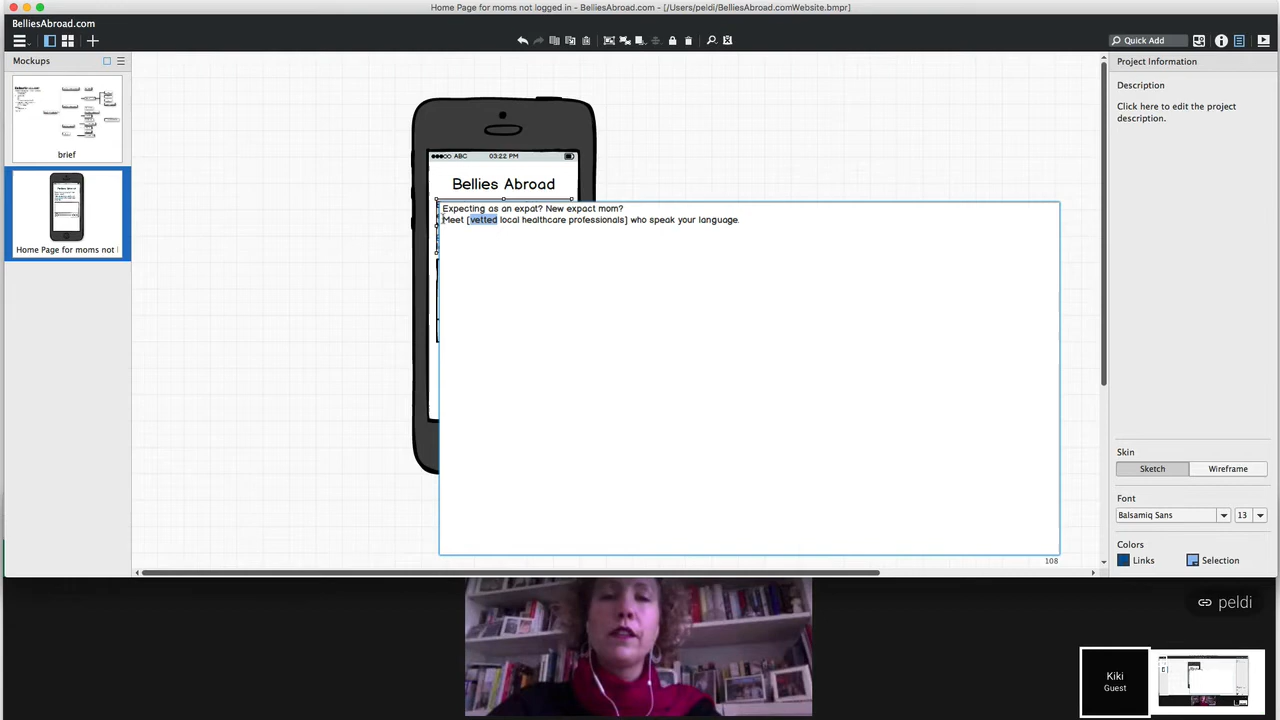 Home Page for moms not logged in - BelliesAbroad.com - [/Users/peldi/BelliesAbroad.comWebsite.bmpr]
BelliesAbroad.com
Quick Add
Mockups
brief
Home Page for moms not l
ABC 03:22 PM
Bellies Abroad
Expecting as an expat? New expact mom?
Meet [vetted local healthcare professionals] who speak your language.
108
Project Information
Description
Click here to edit the project
description.
Skin
Sketch Wireframe
Font
Balsamiq Sans 13
Colors
Links Selection
peldi
Kiki
Guest